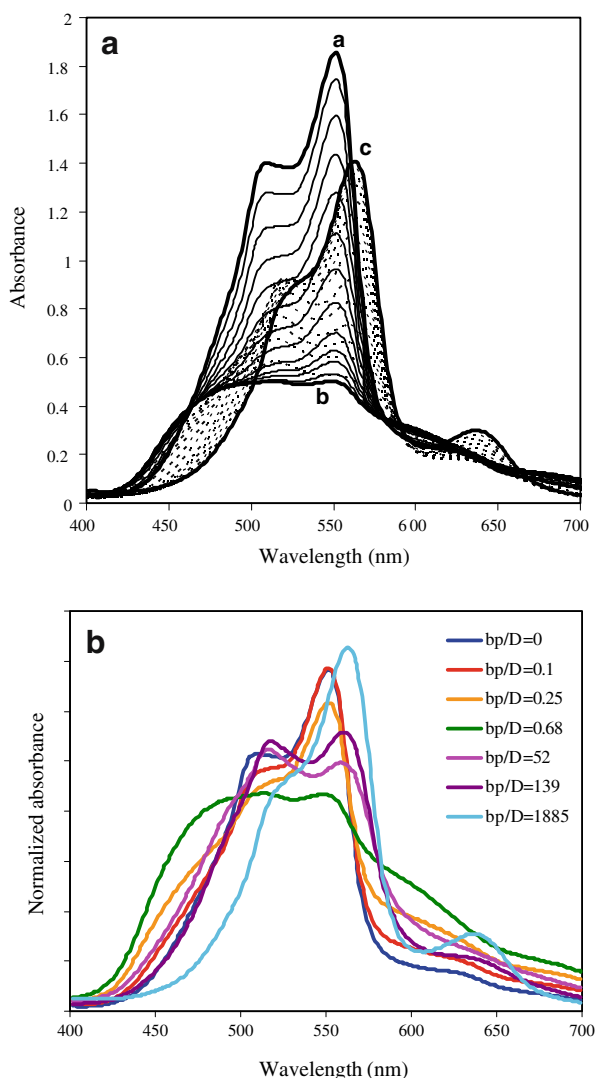 a
a
c
b
2
1.8
1.6
1.4
1.2
1
0.8
0.6
0.4
0.2
0
Absorbance
400 450 500 550 6 00 650 700
Wavelength (nm)
b
bp/D=0
bp/D=0.1
bp/D=0.25
bp/D=0.68
bp/D=52
bp/D=139
bp/D=1885
Normalized absorbance
400 450 500 550 600 650 700
Wavelength (nm)